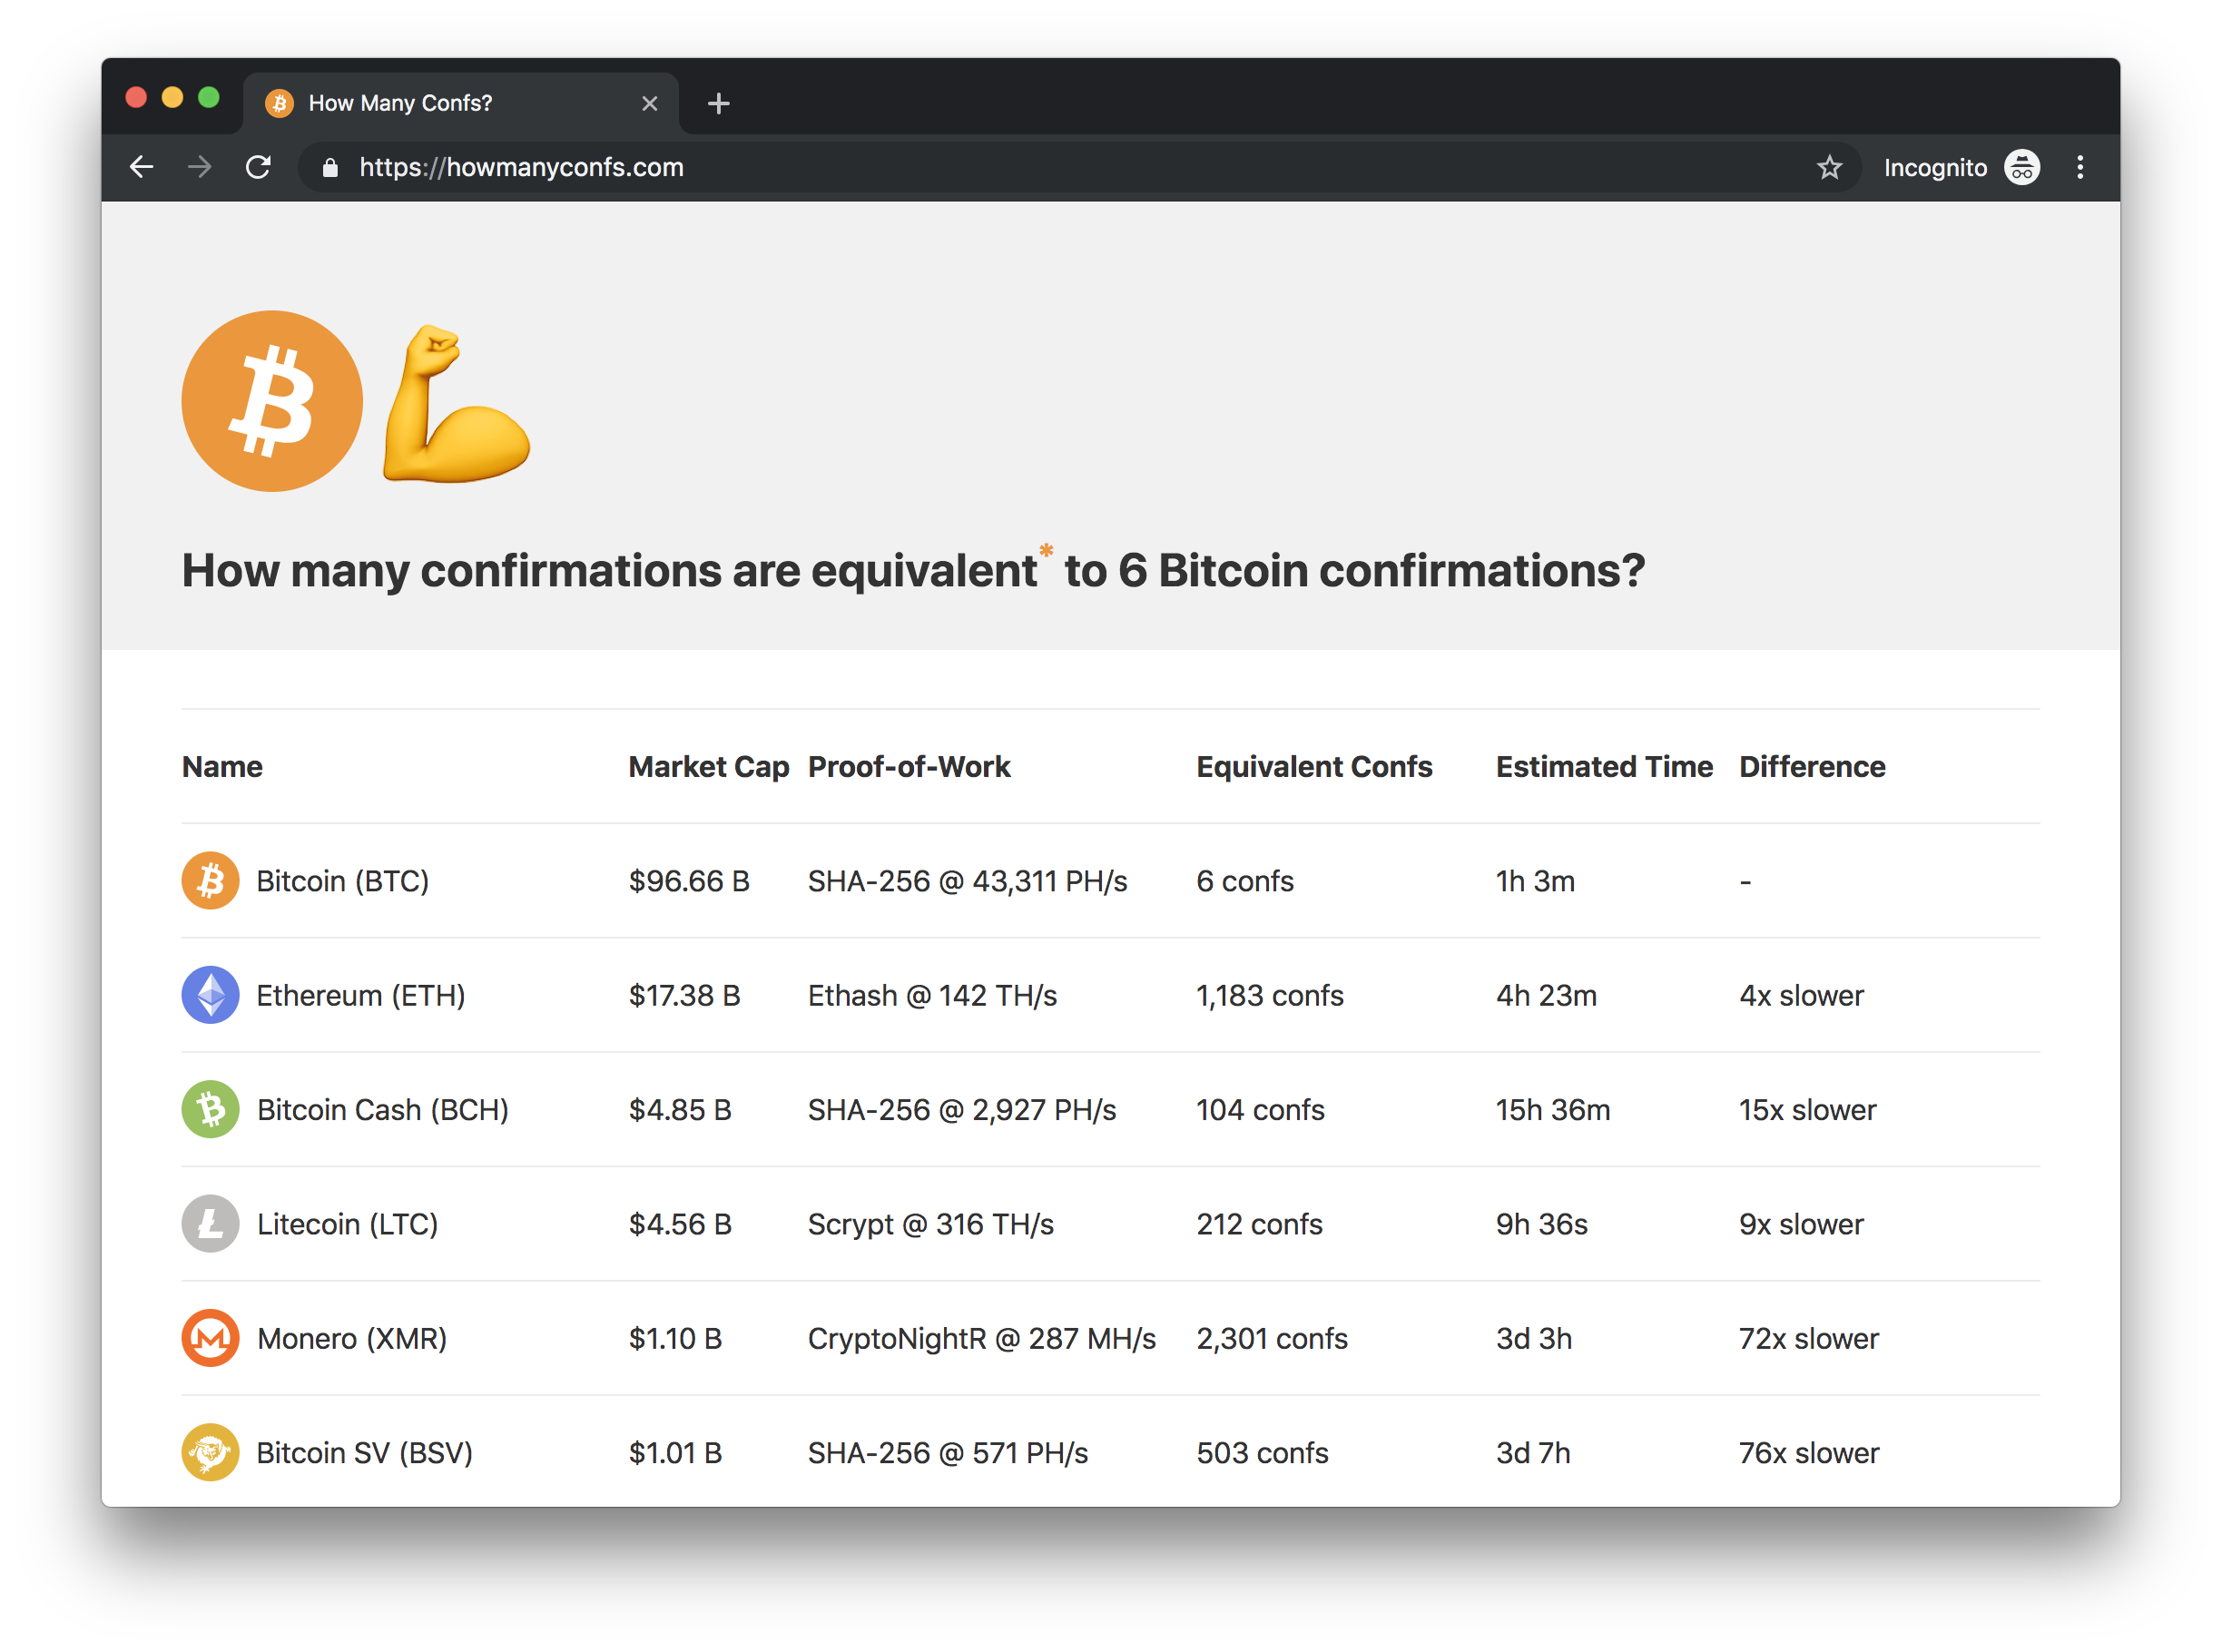 How Many Confs?
https://howmanyconfs.com
Incognito
How many confirmations are equivalent* to 6 Bitcoin confirmations?
Name Market Cap Proof-of-Work Equivalent Confs Estimated Time Difference
Bitcoin (BTC) $96.66 B SHA-256 @ 43,311 PH/s 6 confs 1h 3m -
Ethereum (ETH) $17.38 B Ethash @ 142 TH/s 1,183 confs 4h 23m 4x slower
Bitcoin Cash (BCH) $4.85 B SHA-256 @ 2,927 PH/s 104 confs 15h 36m 15x slower
Litecoin (LTC) $4.56 B Scrypt @ 316 TH/s 212 confs 9h 36s 9x slower
Monero (XMR) $1.10 B CryptoNightR @ 287 MH/s 2,301 confs 3d 3h 72x slower
Bitcoin SV (BSV) $1.01 B SHA-256 @ 571 PH/s 503 confs 3d 7h 76x slower